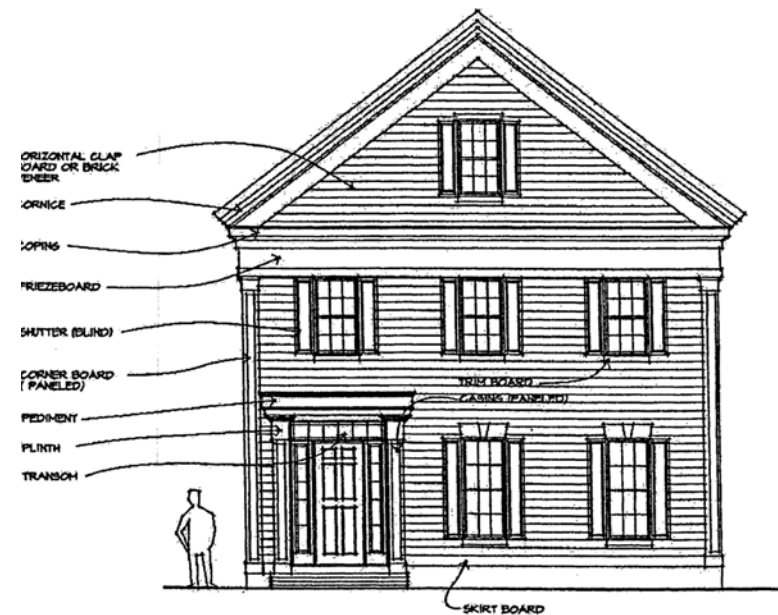 ORIZONTAL CLAP
OARD OR BRICK
ENEER
ORNICE
COPING
FRIEZEBOARD
SHUTTER (BLIND)
CORNER BOARD
( PANELED)
PEDIMENT
PLINTH
TRANSOM
TRIM BOARD
CASING (PANELED)
SKIRT BOARD